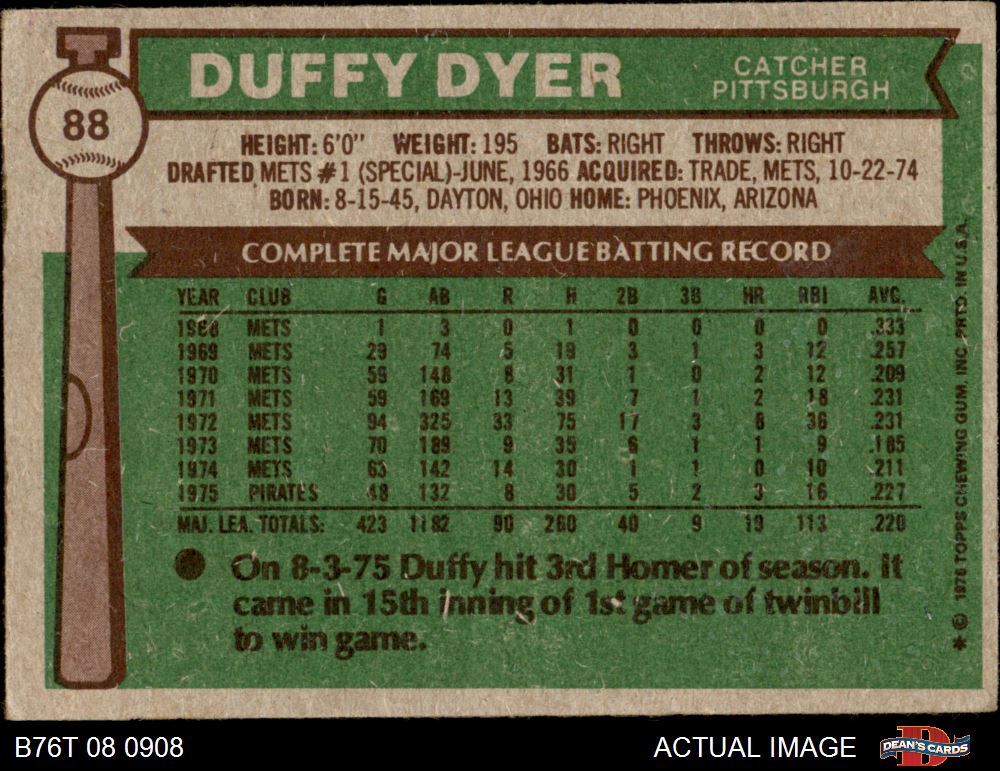 88
DUFFY DYER
CATCHER
PITTSBURGH
HEIGHT: 6'0" WEIGHT: 195 BATS: RIGHT THROWS: RIGHT
DRAFTED METS #1 (SPECIAL)-JUNE, 1966 ACQUIRED: TRADE, METS, 10-22-74
BORN: 8-15-45, DAYTON, OHIO HOME: PHOENIX, ARIZONA
COMPLETE MAJOR LEAGUE BATTING RECORD
YEAR CLUB G AB R H 2B 3B HR RBI AVG.
1968 METS 1 3 0 1 0 0 0 0 .333
1969 METS 29 74 5 19 3 1 3 12 .257
1970 METS 59 148 8 31 1 0 2 12 .209
1971 METS 59 169 13 39 7 1 2 18 .231
1972 METS 94 325 33 75 17 3 8 36 .231
1973 METS 70 189 9 35 6 1 1 9 .185
1974 METS 63 142 14 30 1 1 0 10 .211
1975 PIRATES 48 132 8 30 5 2 3 16 .227
MAJ. LEA. TOTALS: 423 1182 90 260 40 9 19 113 .220
On 8-3-75 Duffy hit 3rd Homer of season. It
came in 15th inning of 1st game of twinbill
to win game.
* © 1976 TOPPS CHEWING GUM, INC. PRTD. IN U.S.A.
B76T 08 0908
ACTUAL IMAGE
DEAN'S CARDS